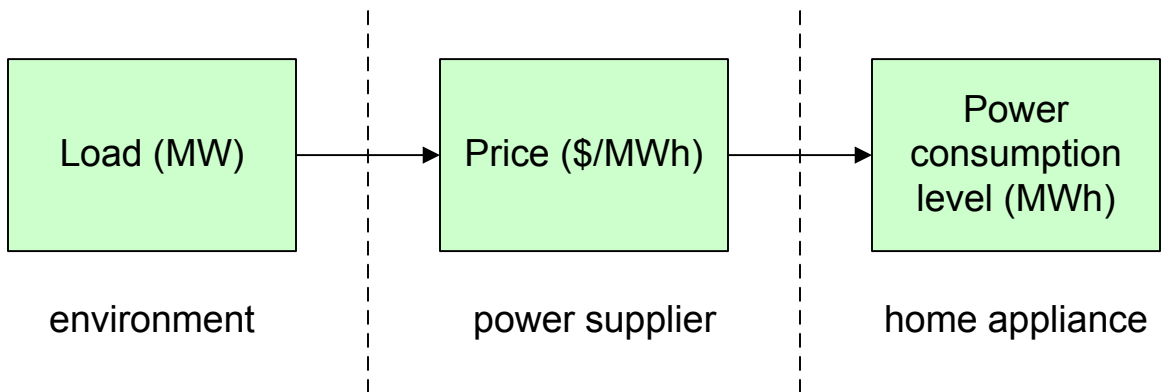 Load (MW)
Price ($/MWh)
Power
consumption
level (MWh)
environment
power supplier
home appliance